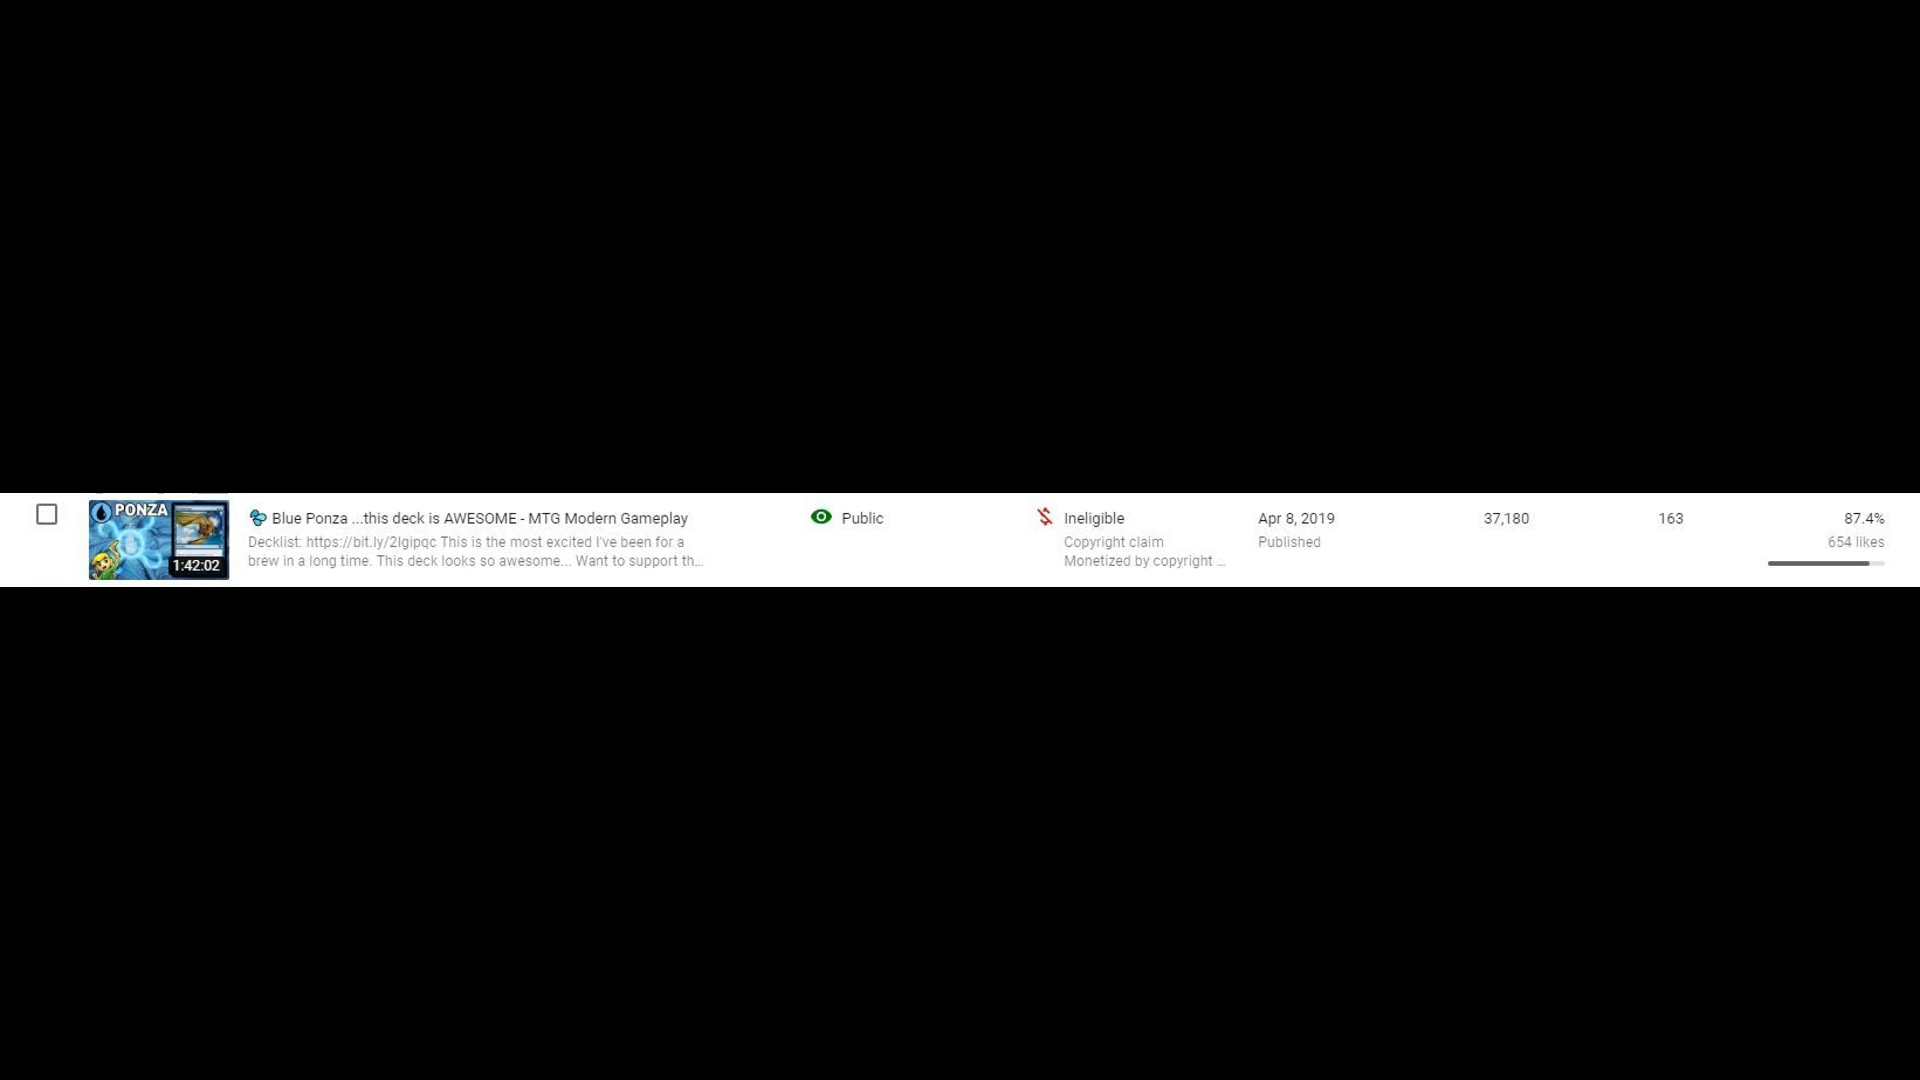 PONZA
1:42:02
Blue Ponza ...this deck is AWESOME - MTG Modern Gameplay
Decklist: https://bit.ly/2Igipqc This is the most excited I've been for a
brew in a long time. This deck looks so awesome... Want to support th...
Public
Ineligible
Copyright claim
Monetized by copyright ...
Apr 8, 2019
Published
37,180
163
87.4%
654 likes